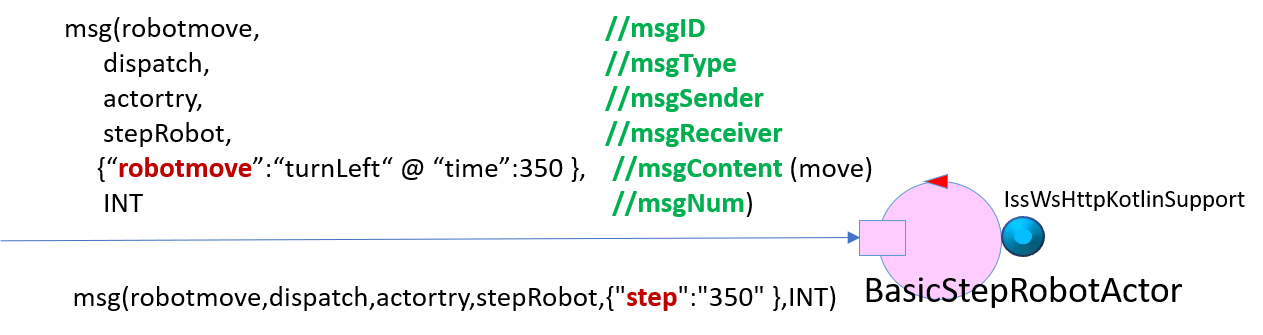 msg(robotmove, //msgID
dispatch, //msgType
actortry, //msgSender
stepRobot, //msgReceiver
{“robotmove”:“turnLeft“ @ “time”:350 }, //msgContent (move)
INT //msgNum)
IssWsHttpKotlinSupport
BasicStepRobotActor
msg(robotmove,dispatch,actortry,stepRobot,{"step":"350" },INT)